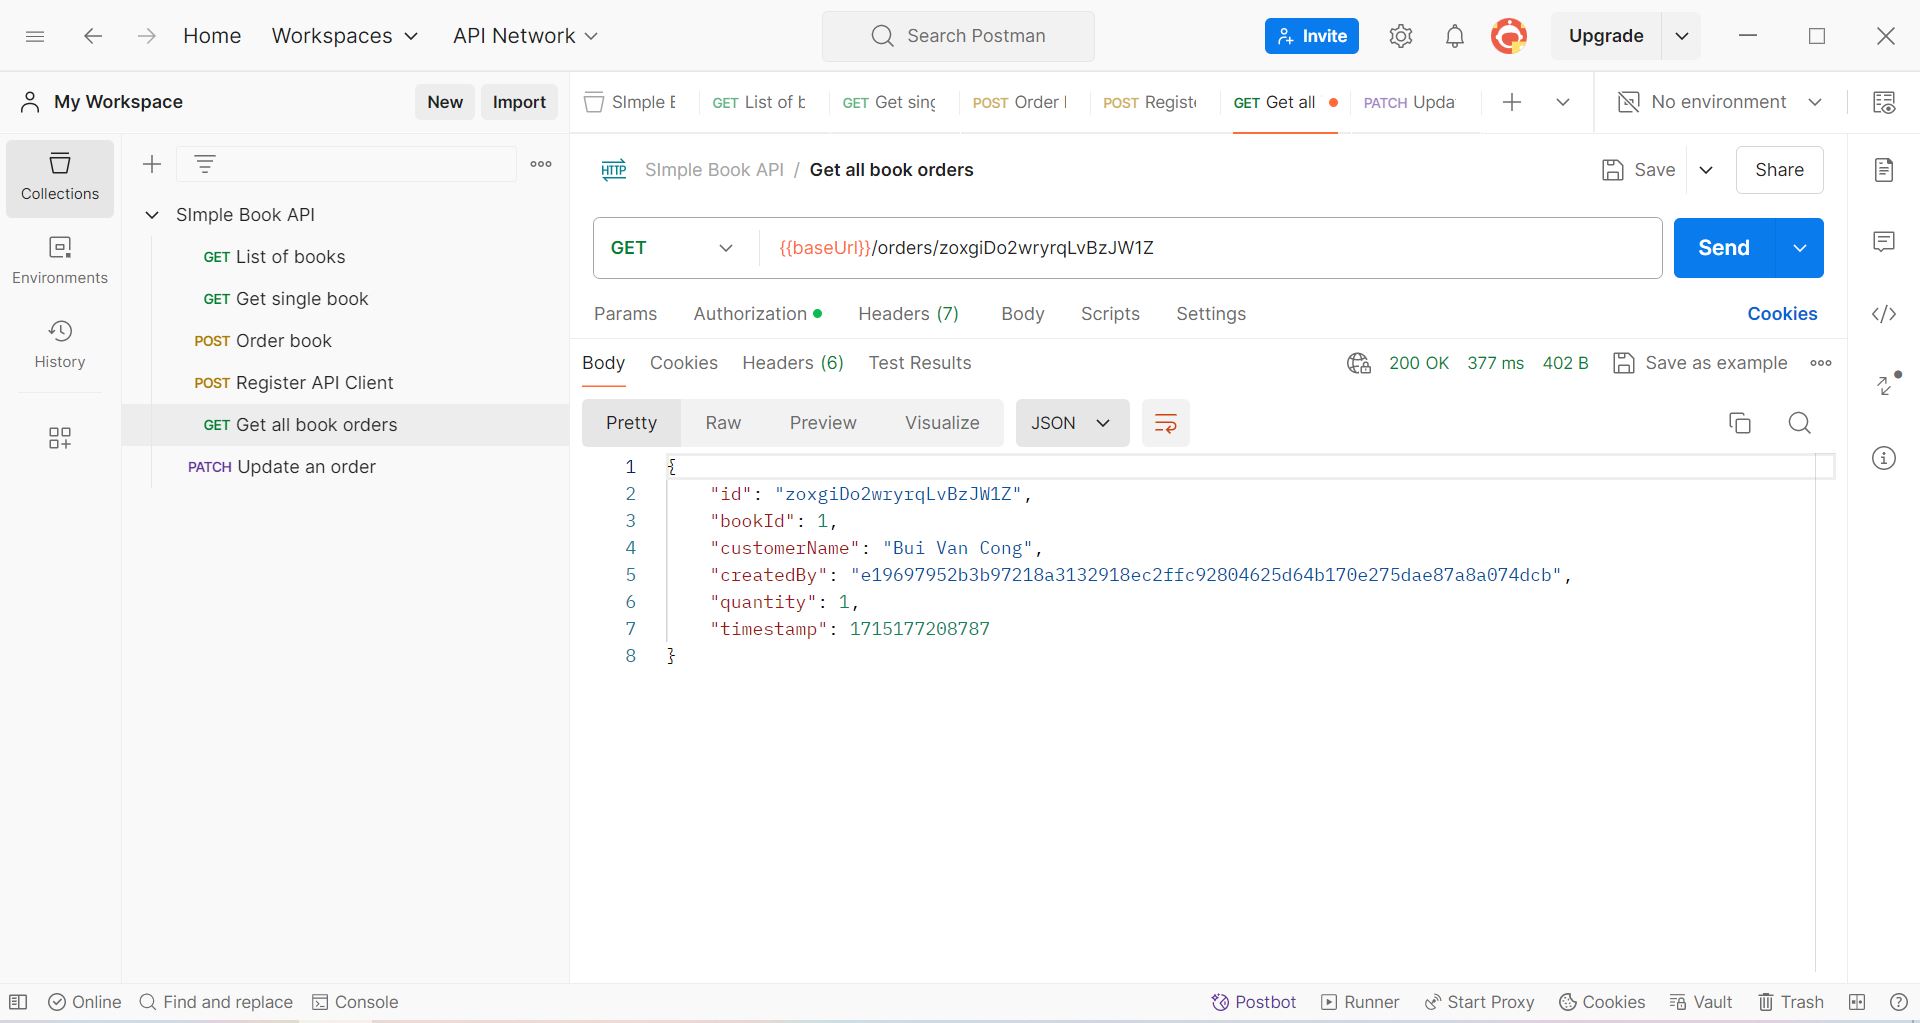 Home Workspaces API Network Search Postman Invite Upgrade
My Workspace New Import
SImple B GET List of b GET Get sing POST Order POST Registe GET Get all PATCH Upda No environment
Collections
Environments
History
SImple Book API
GET List of books
GET Get single book
POST Order book
POST Register API Client
GET Get all book orders
PATCH Update an order
HTTP SImple Book API / Get all book orders Save Share
GET {{baseUrl}}/orders/zoxgiDo2wryrqLvBzJW1Z Send
Params Authorization Headers (7) Body Scripts Settings Cookies
Body Cookies Headers (6) Test Results 200 OK 377 ms 402 B Save as example
Pretty Raw Preview Visualize JSON
1 {
2 "id": "zoxgiDo2wryrqLvBzJW1Z",
3 "bookId": 1,
4 "customerName": "Bui Van Cong",
5 "createdBy": "e19697952b3b97218a3132918ec2ffc92804625d64b170e275dae87a8a074dcb",
6 "quantity": 1,
7 "timestamp": 1715177208787
8 }
Online Find and replace Console Postbot Runner Start Proxy Cookies Vault Trash